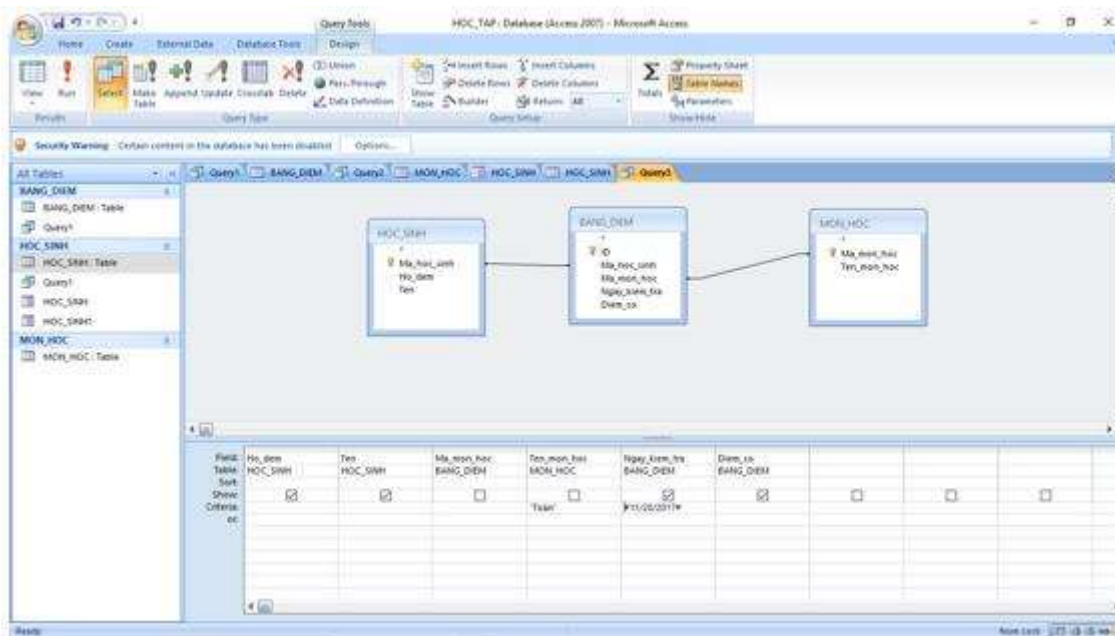 Query Tools
HOC_TAP : Database (Access 2007) - Microsoft Access
Home Create External Data Database Tools Design
View Run Select Make Table Append Update Crosstab Delete
Union
Pass-Through
Data Definition
Show Table
Insert Rows
Delete Rows
Builder
Insert Columns
Delete Columns
Return: All
Totals
Property Sheet
Table Names
Parameters
Results Query Type Query Setup Show/Hide
Security Warning Certain content in the database has been disabled Options...
All Tables
BANG_DIEM
BANG_DIEM : Table
Query1
HOC_SINH
HOC_SINH : Table
Query1
HOC_SINH
HOC_SINH1
MON_HOC
MON_HOC : Table
Query1 BANG_DIEM Query2 MON_HOC HOC_SINH HOC_SINH Query3
HOC_SINH
*
Ma_hoc_sinh
Ho_dem
Ten
BANG_DIEM
*
ID
Ma_hoc_sinh
Ma_mon_hoc
Ngay_kiem_tra
Diem_so
MON_HOC
*
Ma_mon_hoc
Ten_mon_hoc
Field: Ho_dem Ten Ma_mon_hoc Ten_mon_hoc Ngay_kiem_tra Diem_so
Table: HOC_SINH HOC_SINH BANG_DIEM MON_HOC BANG_DIEM BANG_DIEM
Sort:
Show:
Criteria: "Toan" #11/20/2017#
or:
Ready
Num Lock